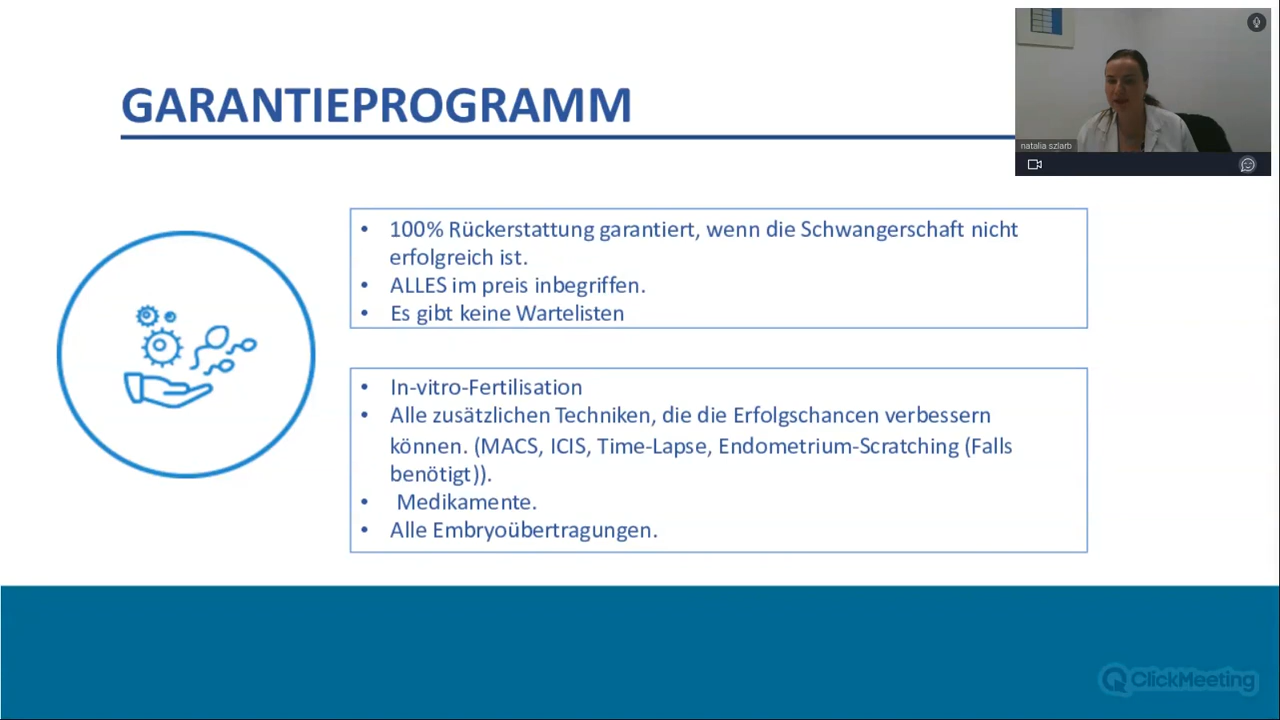 GARANTIEPROGRAMM
natalia szlarb
• 100% Rückerstattung garantiert, wenn die Schwangerschaft nicht
erfolgreich ist.
• ALLES im preis inbegriffen.
• Es gibt keine Wartelisten
• In-vitro-Fertilisation
• Alle zusätzlichen Techniken, die die Erfolgschancen verbessern
können. (MACS, ICIS, Time-Lapse, Endometrium-Scratching (Falls
benötigt)).
• Medikamente.
• Alle Embryoübertragungen.
ClickMeeting